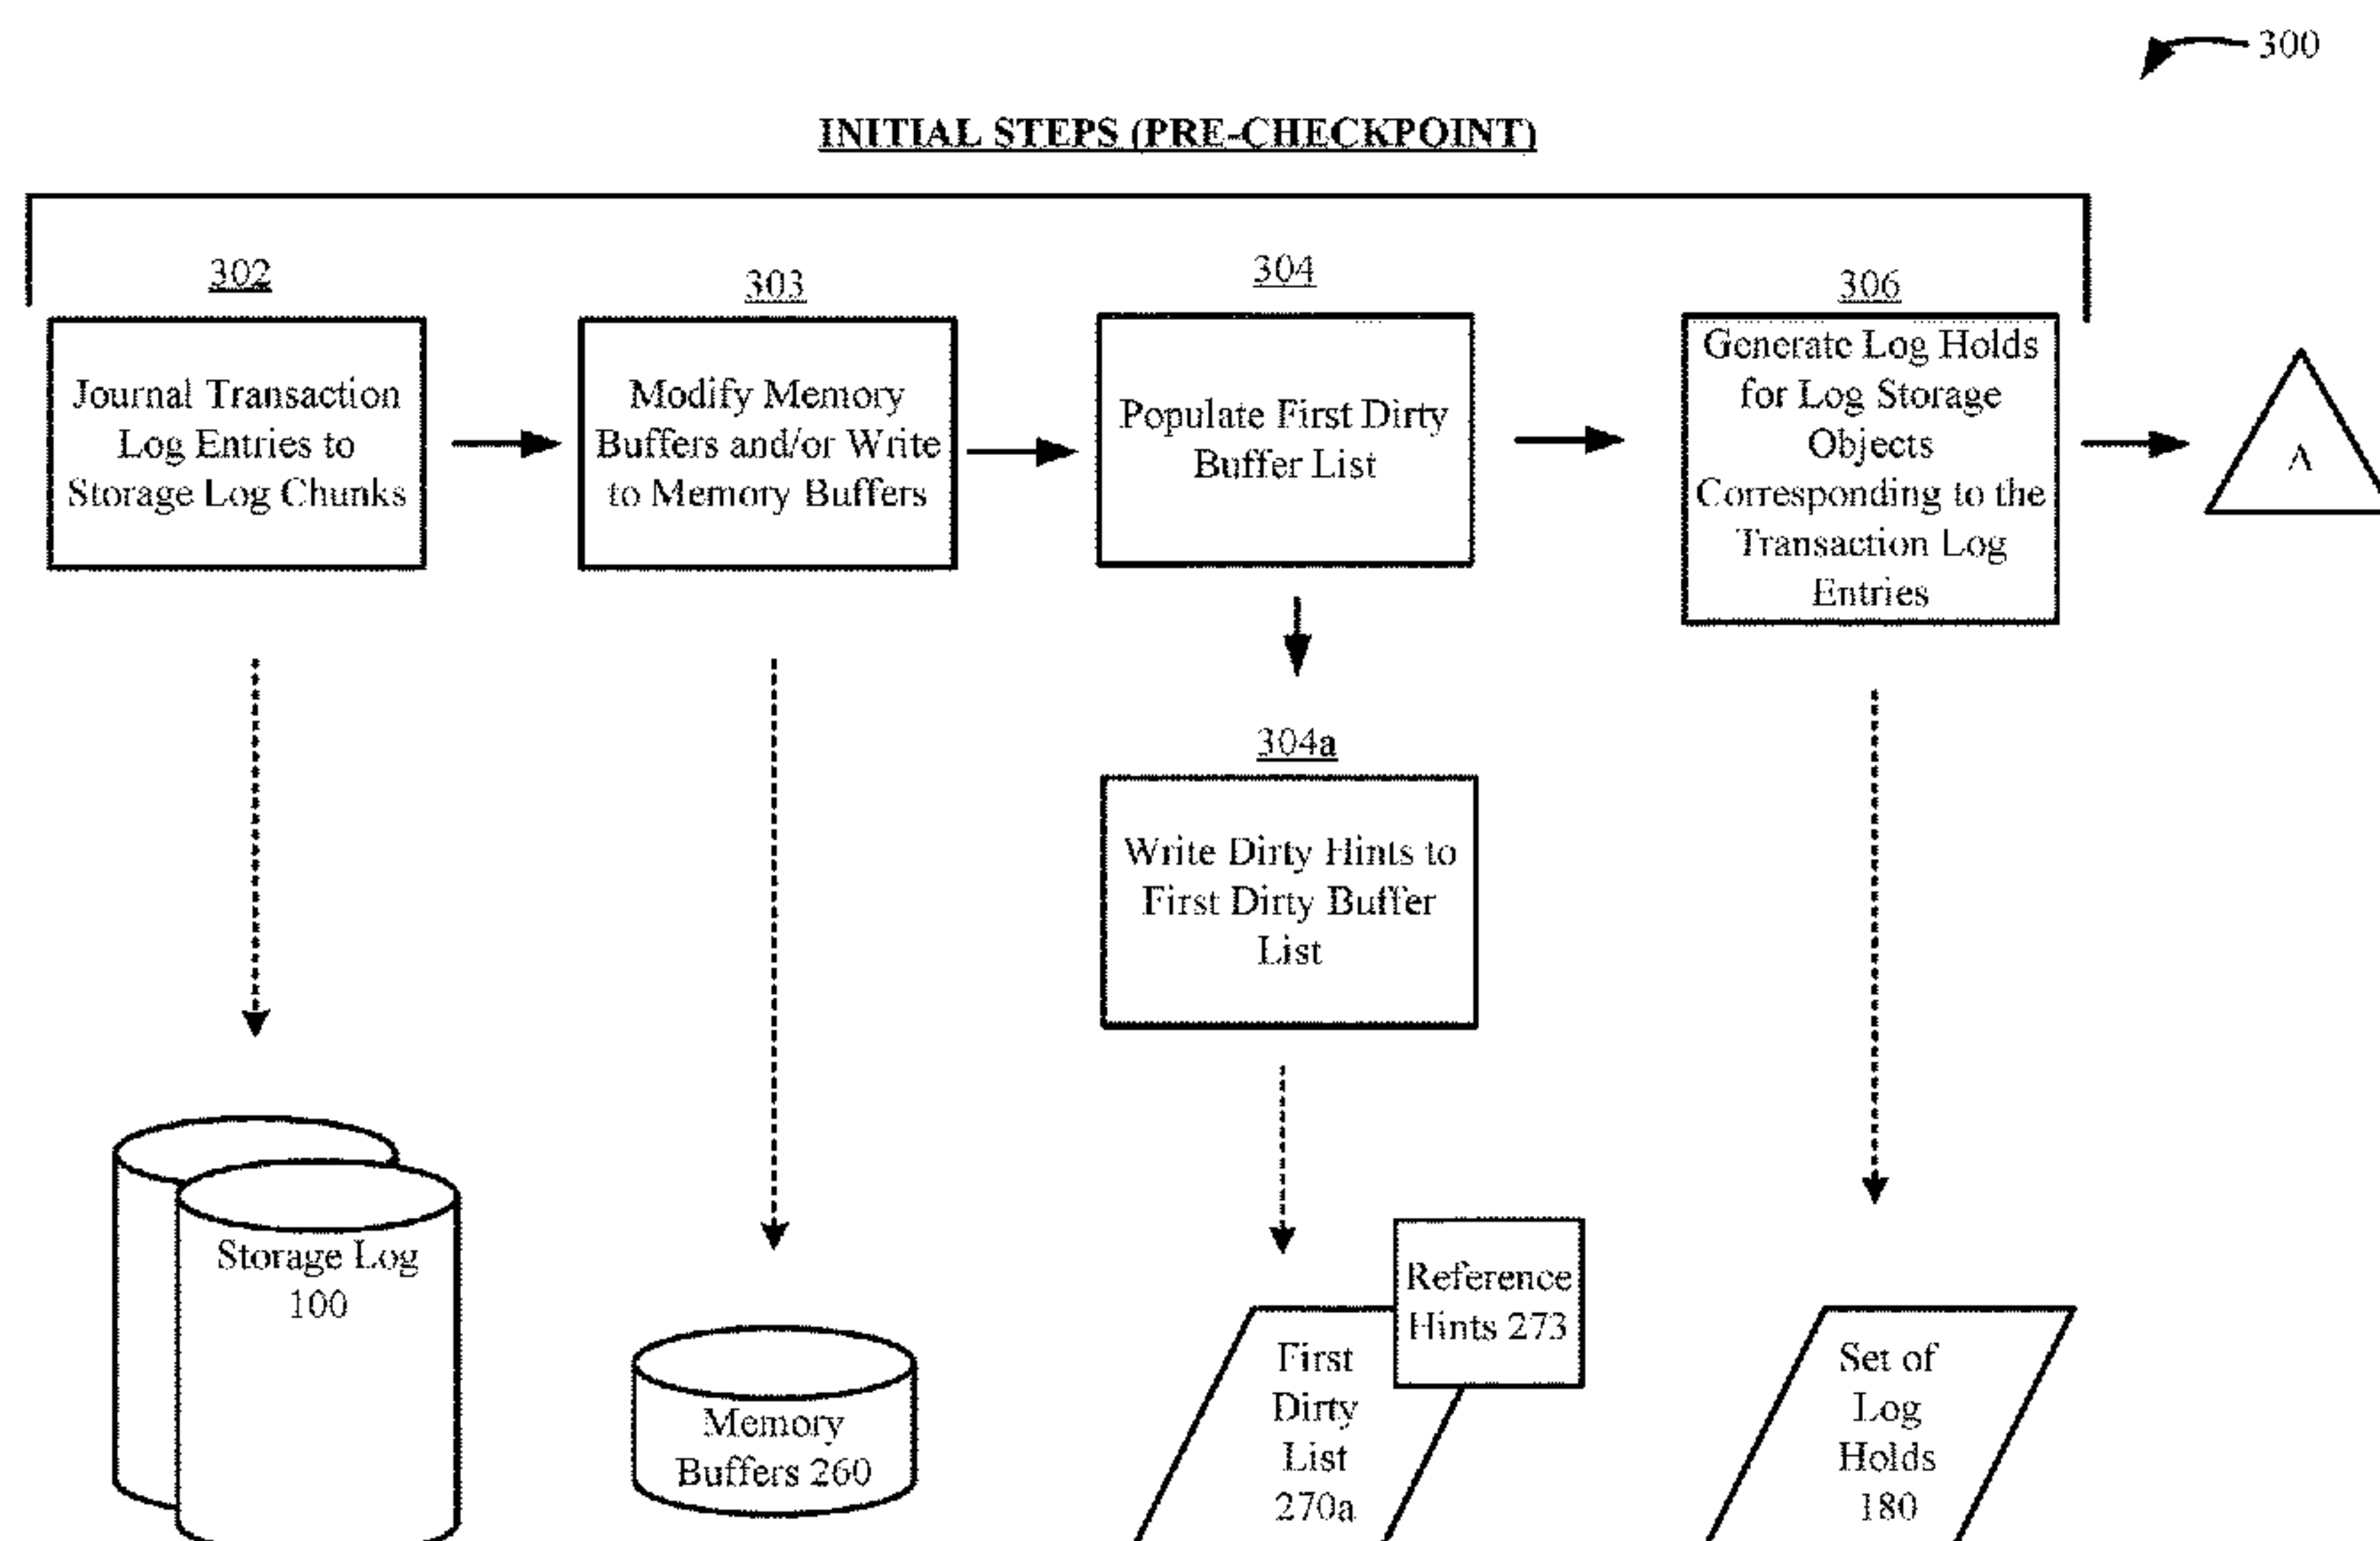 300
INITIAL STEPS (PRE-CHECKPOINT)
302
Journal Transaction
Log Entries to
Storage Log Chunks
303
Modify Memory
Buffers and/or Write
to Memory Buffers
304
Populate First Dirty
Buffer List
306
Generate Log Holds
for Log Storage
Objects
Corresponding to the
Transaction Log
Entries
A
304a
Write Dirty Hints to
First Dirty Buffer
List
Storage Log
100
Memory
Buffers 260
Reference
Hints 273
First
Dirty
List
270a
Set of
Log
Holds
180